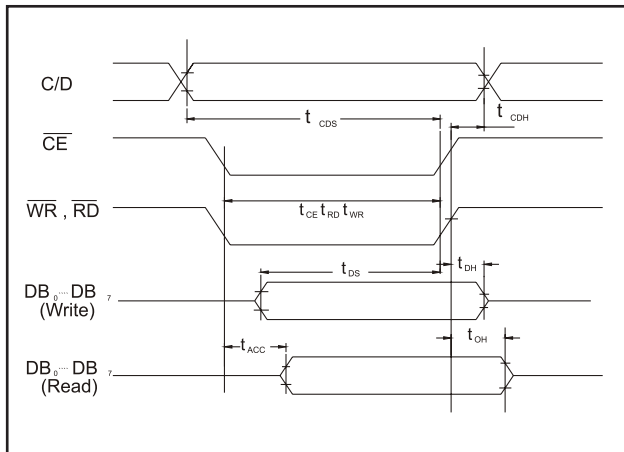 C/D
t CDS
t CDH
CE
WR , RD
t CE t RD t WR
t DS
t DH
DB 0 .... DB 7
(Write)
t ACC
t OH
DB 0 .... DB 7
(Read)